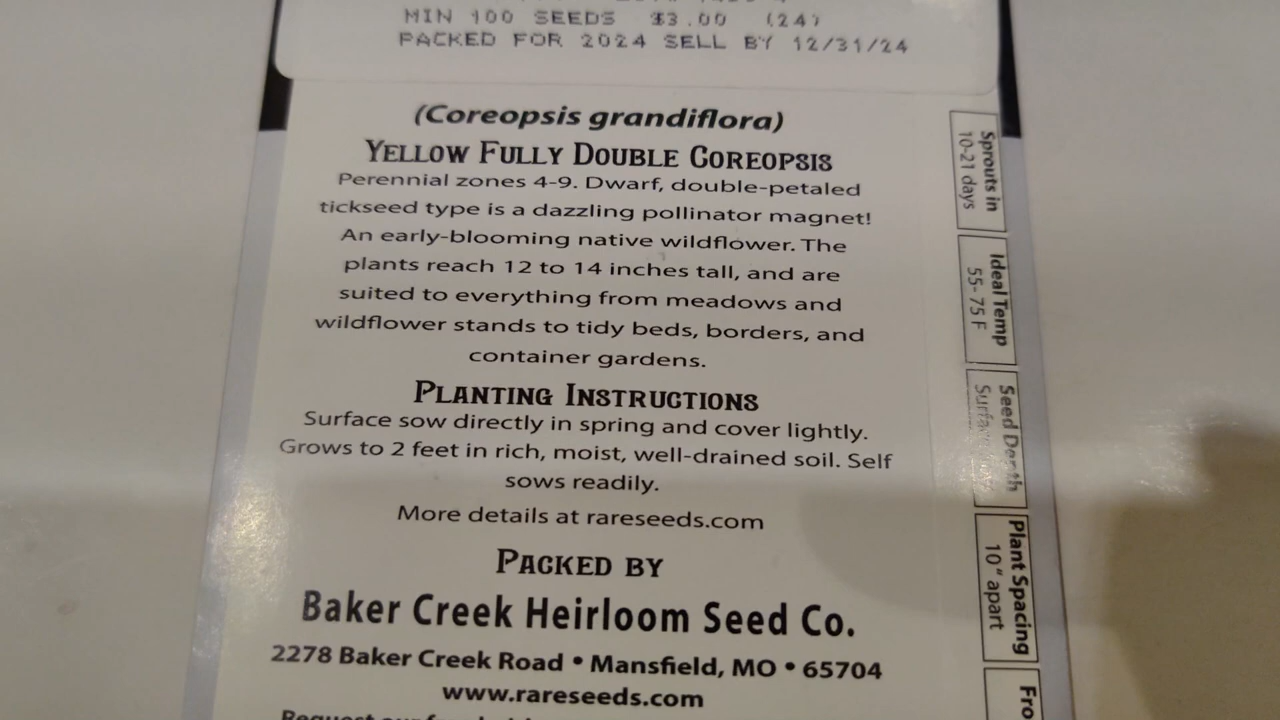 MIN 100 SEEDS $3.00 (24)
PACKED FOR 2024 SELL BY 12/31/24
(Coreopsis grandiflora)
YELLOW FULLY DOUBLE COREOPSIS
Perennial zones 4-9. Dwarf, double-petaled
tickseed type is a dazzling pollinator magnet!
An early-blooming native wildflower. The
plants reach 12 to 14 inches tall, and are
suited to everything from meadows and
wildflower stands to tidy beds, borders, and
container gardens.
PLANTING INSTRUCTIONS
Surface sow directly in spring and cover lightly.
Grows to 2 feet in rich, moist, well-drained soil. Self
sows readily.
More details at rareseeds.com
PACKED BY
Baker Creek Heirloom Seed Co.
2278 Baker Creek Road • Mansfield, MO • 65704
www.rareseeds.com
Sprouts in
10-21 days
Ideal Temp
55- 75 F
Seed Depth
Plant Spacing
10" apart